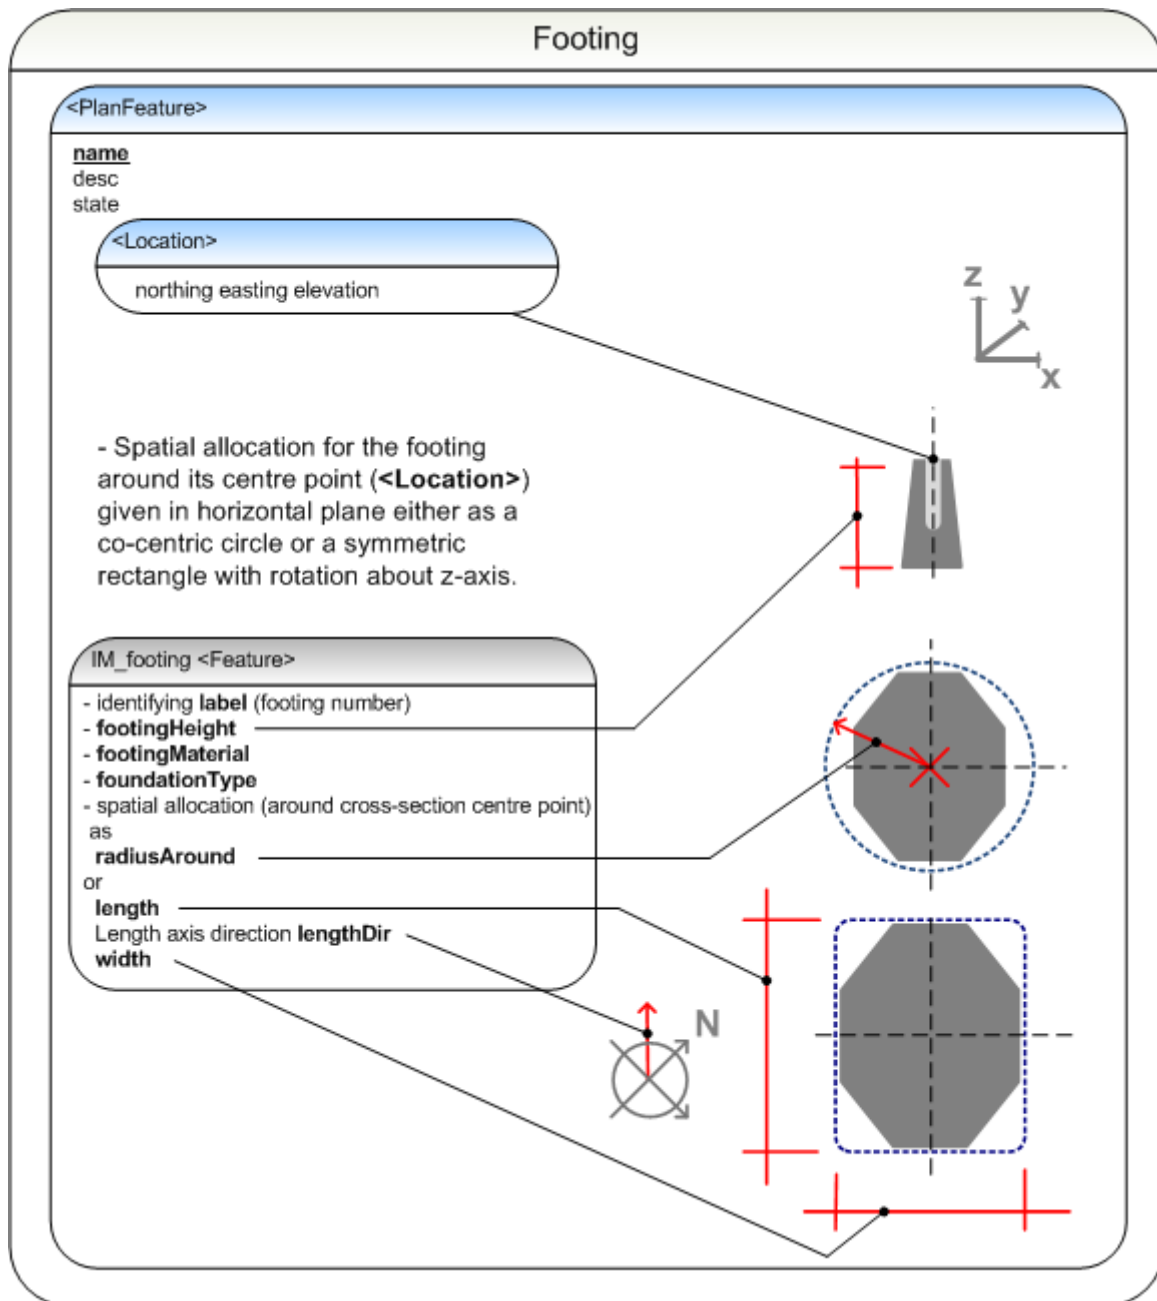 Footing
<PlanFeature>
name
desc
state
<Location>
northing easting elevation
z
y
x
- Spatial allocation for the footing
around its centre point (<Location>)
given in horizontal plane either as a
co-centric circle or a symmetric
rectangle with rotation about z-axis.
IM_footing <Feature>
- identifying label (footing number)
- footingHeight
- footingMaterial
- foundationType
- spatial allocation (around cross-section centre point)
as
radiusAround
or
length
Length axis direction lengthDir
width
N